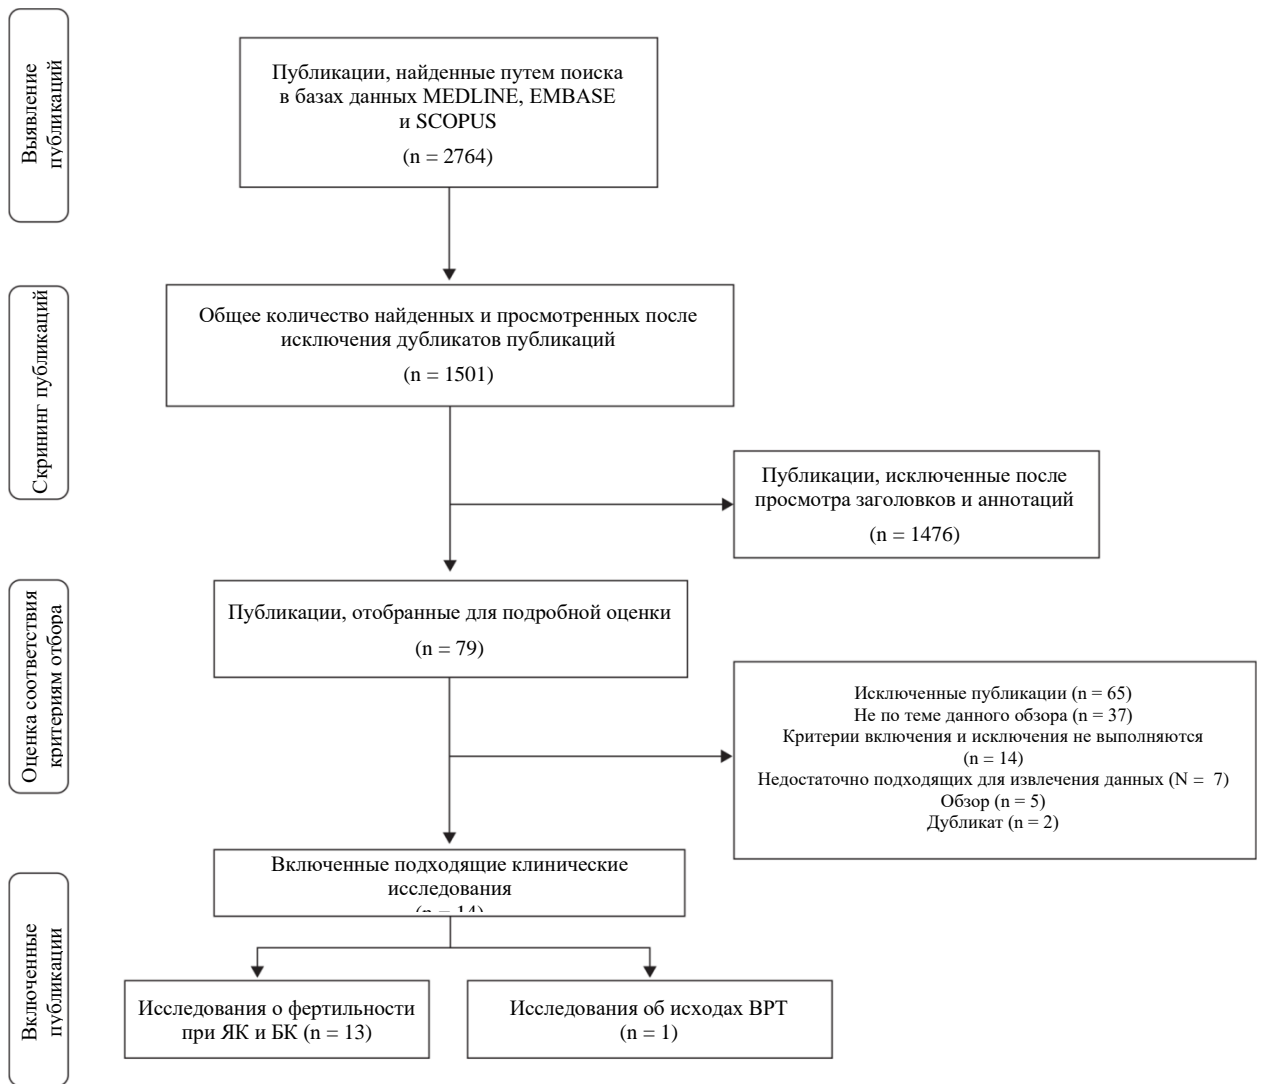 Выявление
публикаций
Публикации, найденные путем поиска
в базах данных MEDLINE, EMBASE
и SCOPUS
(n = 2764)
Скрининг публикаций
Общее количество найденных и просмотренных после
исключения дубликатов публикаций
(n = 1501)
Публикации, исключенные после
просмотра заголовков и аннотаций
(n = 1476)
Оценка соответствия
критериям отбора
Публикации, отобранные для подробной оценки
(n = 79)
Исключенные публикации (n = 65)
Не по теме данного обзора (n = 37)
Критерии включения и исключения не выполняются
(n = 14)
Недостаточно подходящих для извлечения данных (N = 7)
Обзор (n = 5)
Дубликат (n = 2)
Включенные
публикации
Включенные подходящие клинические
исследования
(n = 14)
Исследования о фертильности
при ЯК и БК (n = 13)
Исследования об исходах ВРТ
(n = 1)